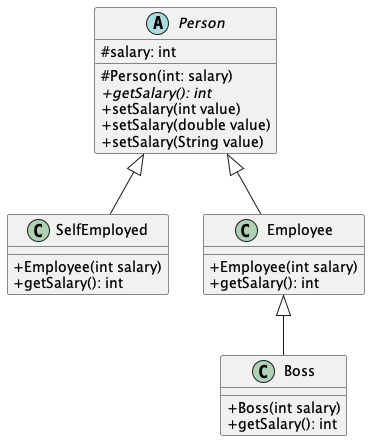 A Person
#salary: int
#Person(int: salary)
+getSalary(): int
+setSalary(int value)
+setSalary(double value)
+setSalary(String value)
C SelfEmployed
+Employee(int salary)
+getSalary(): int
C Employee
+Employee(int salary)
+getSalary(): int
C Boss
+Boss(int salary)
+getSalary(): int